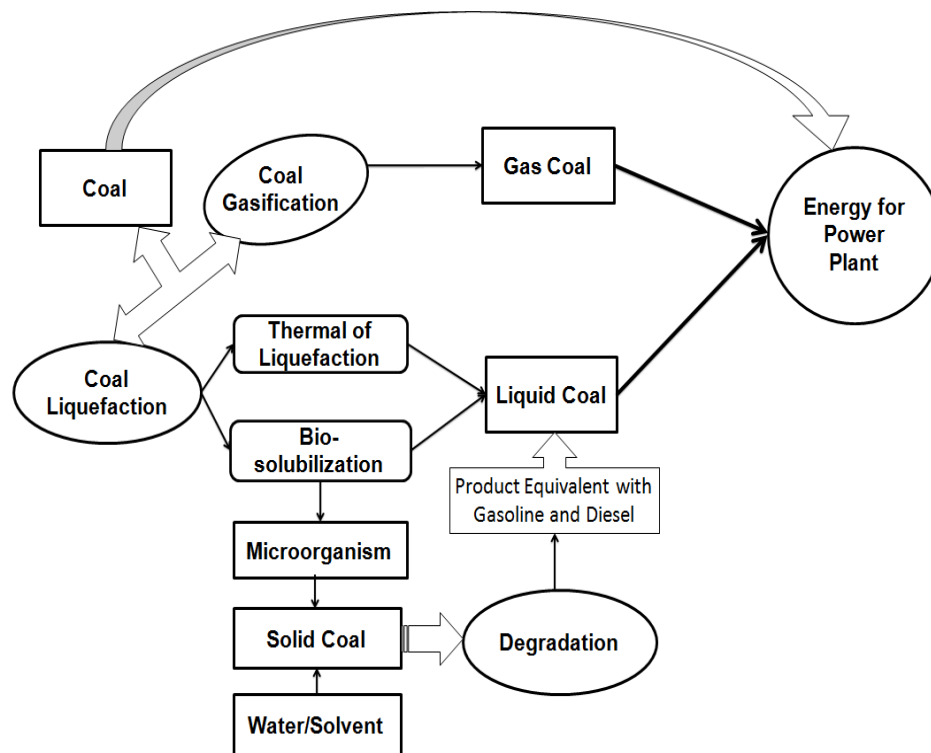 Coal
Coal
Gasification
Gas Coal
Energy for
Power
Plant
Thermal of
Liquefaction
Coal
Liquefaction
Liquid Coal
Bio-
solubilization
Product Equivalent with
Gasoline and Diesel
Microorganism
Solid Coal
Degradation
Water/Solvent